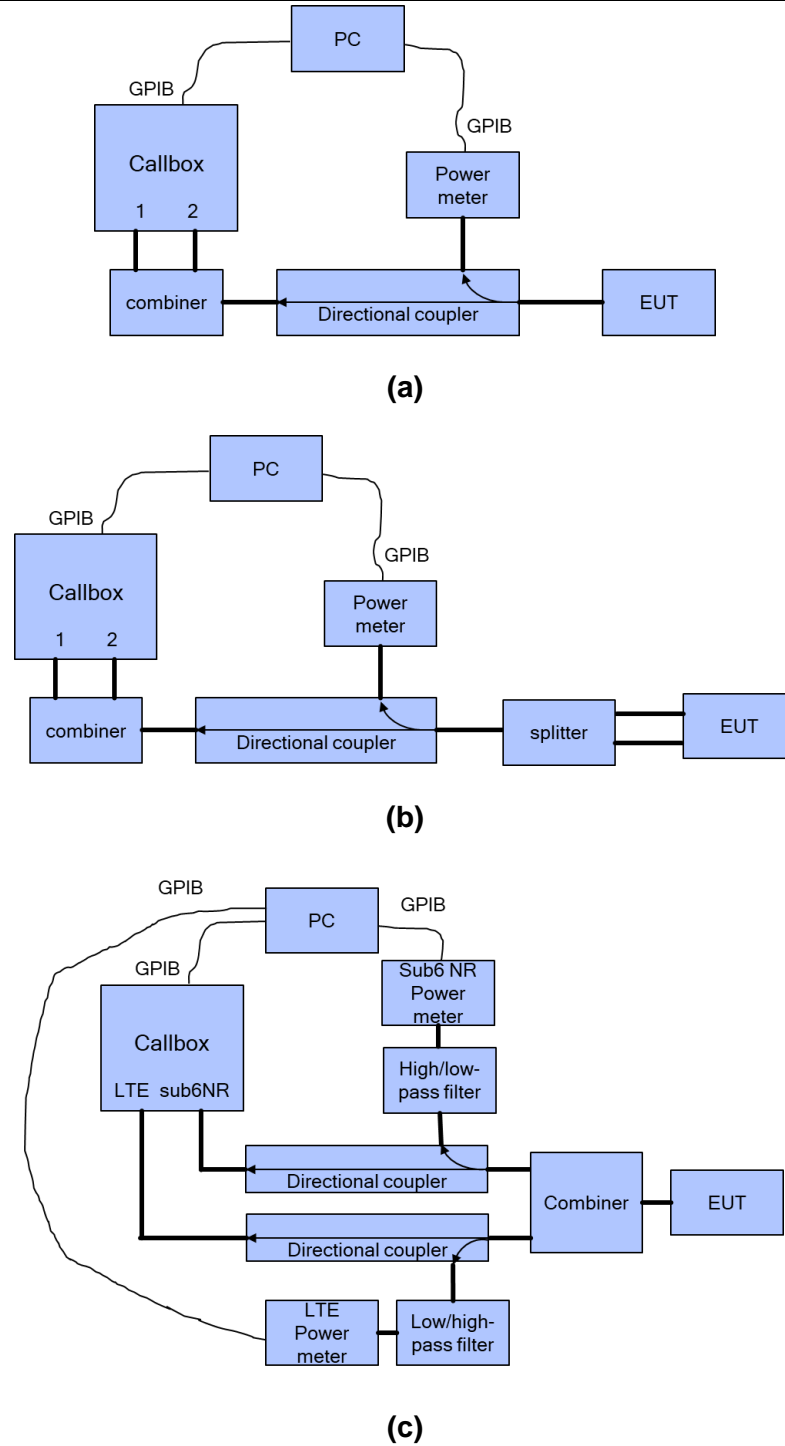 PC
GPIB
GPIB
Callbox
1 2
Power
meter
combiner
Directional coupler
EUT
(a)
PC
GPIB
GPIB
Callbox
1 2
Power
meter
combiner
Directional coupler
splitter
EUT
(b)
GPIB
PC
GPIB
GPIB
Sub6 NR
Power
meter
Callbox
LTE sub6NR
High/low-
pass filter
Directional coupler
Combiner
EUT
Directional coupler
LTE
Power
meter
Low/high-
pass filter
(c)